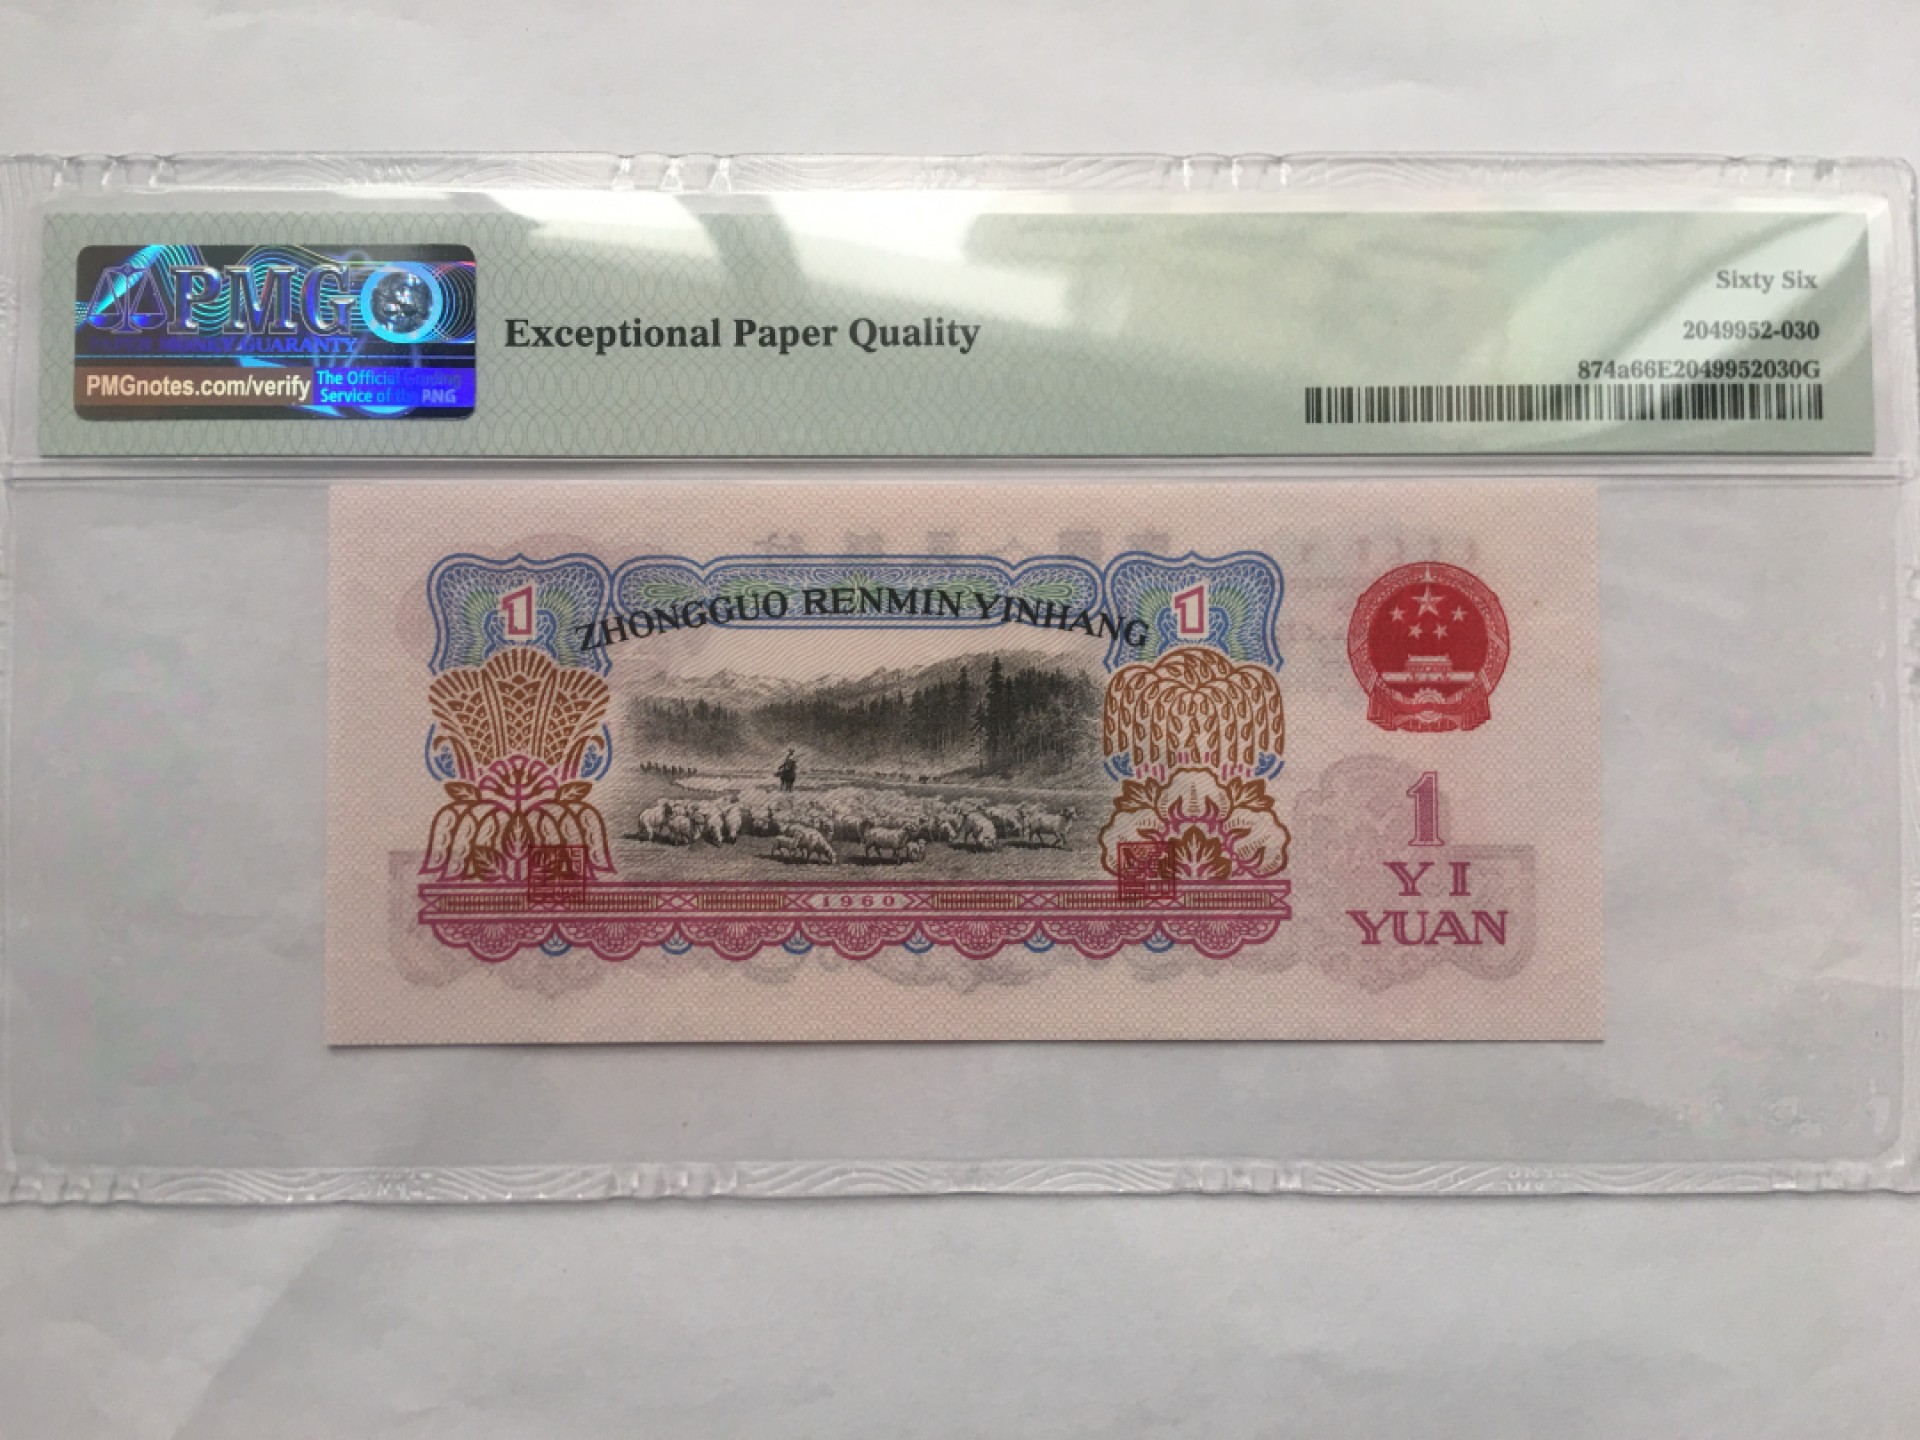 PMG
PAPER MONEY GUARANTY
PMGnotes.com/verify
The Official Grading
Service of the PNG
Exceptional Paper Quality
Sixty Six
2049952-030
874a66E2049952030G
1
ZHONGGUO RENMIN YINHANG
1
1960
1
YI
YUAN